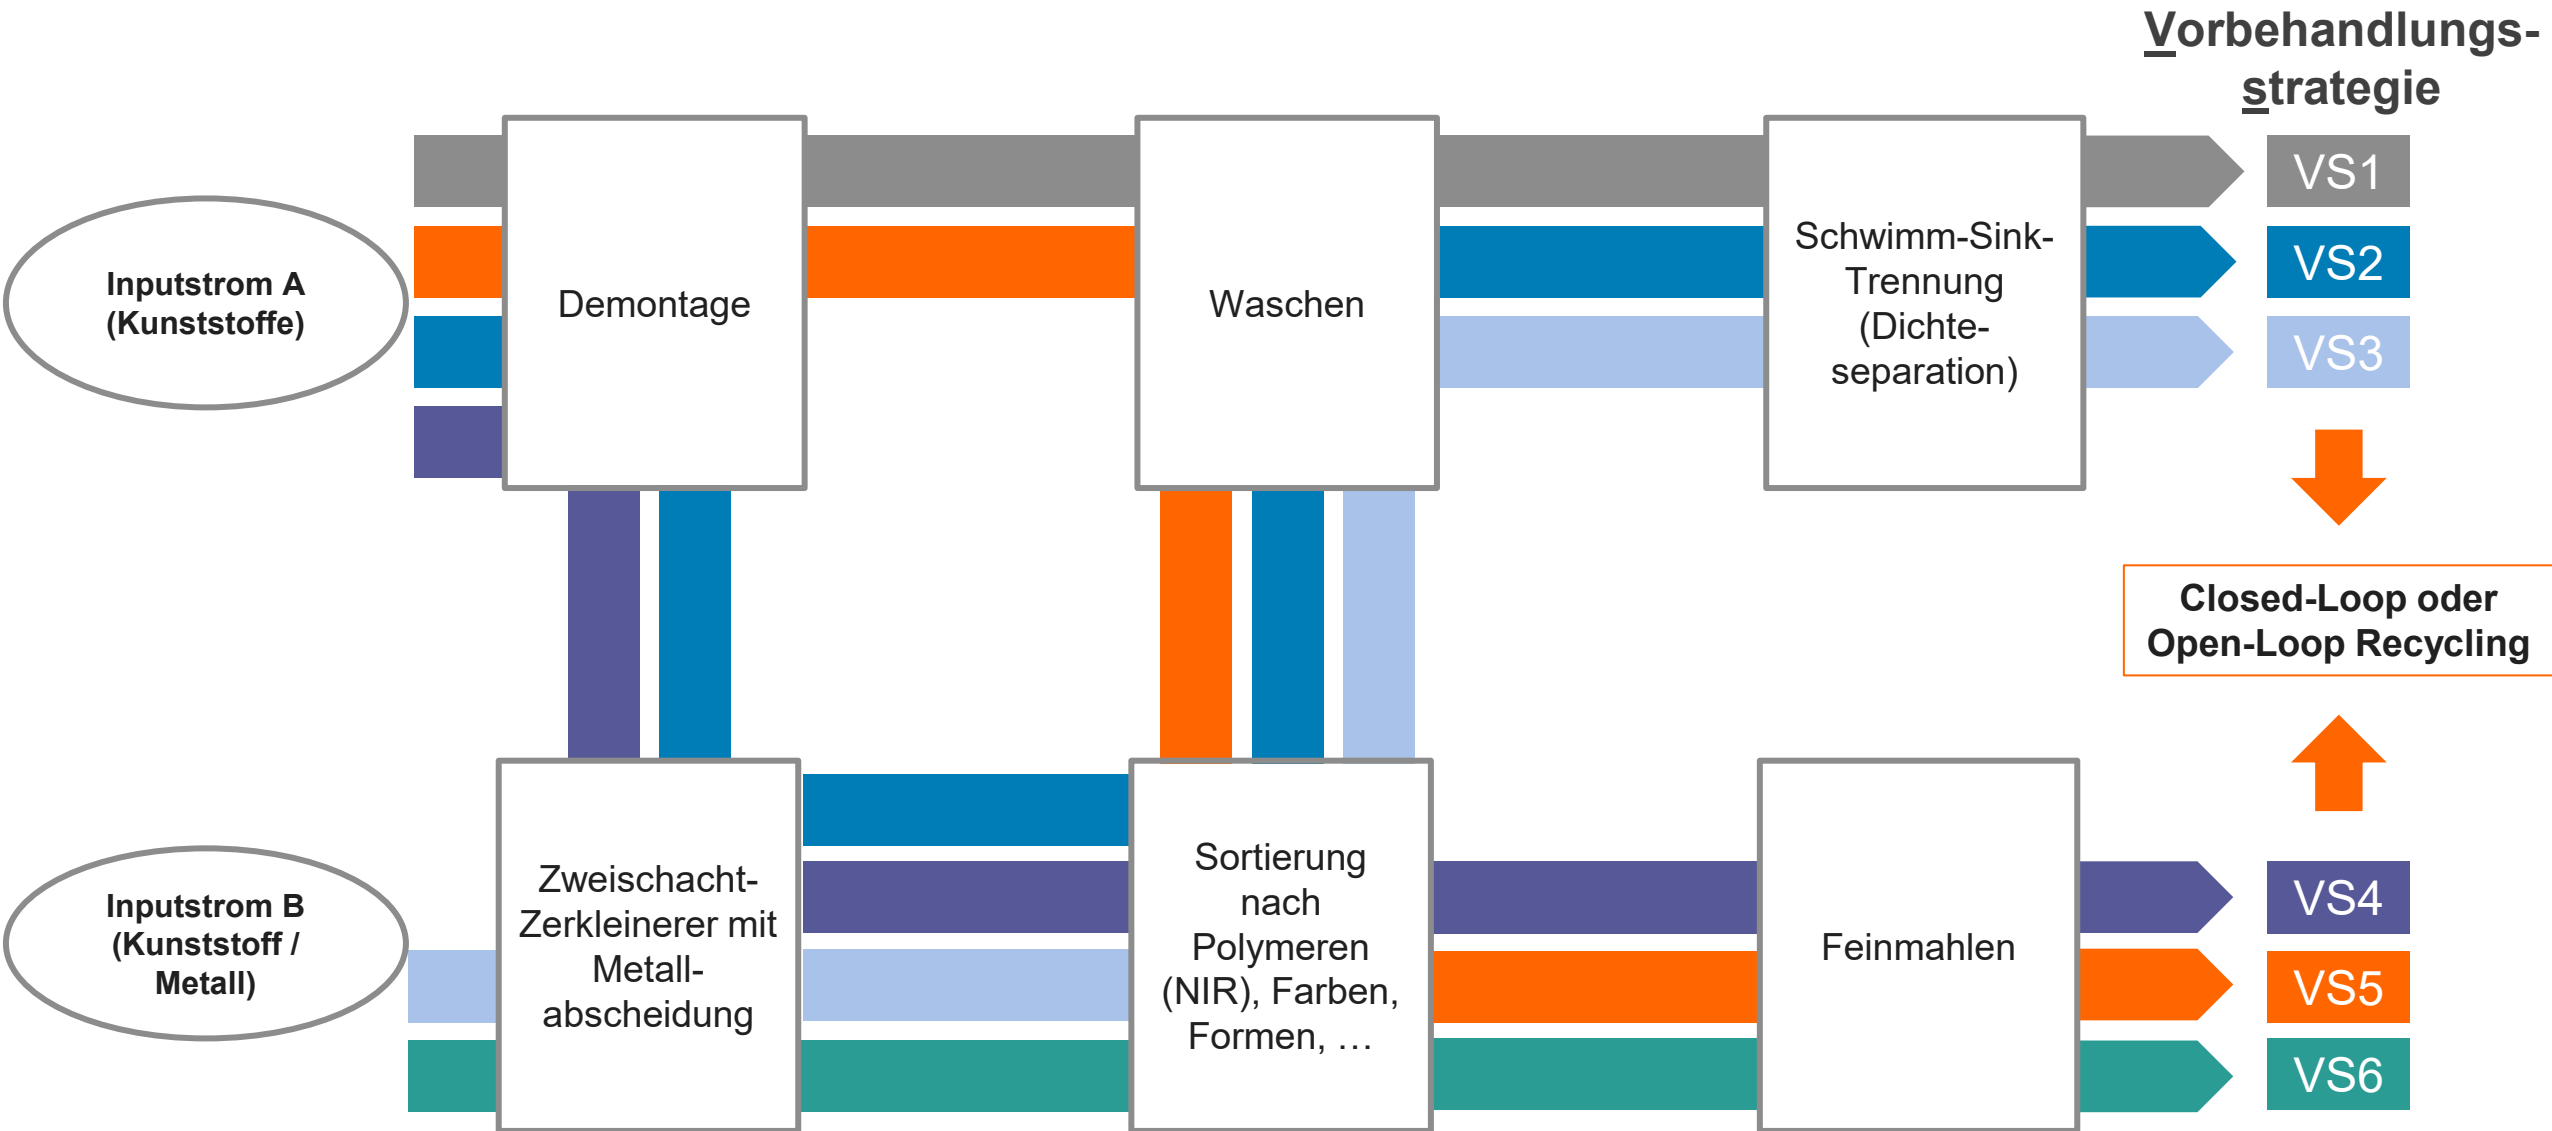 Vorbehandlungs-
strategie
Inputstrom A
(Kunststoffe)
Demontage
Waschen
Schwimm-Sink-
Trennung
(Dichte-
separation)
VS1
VS2
VS3
Closed-Loop oder
Open-Loop Recycling
Inputstrom B
(Kunststoff /
Metall)
Zweischacht-
Zerkleinerer mit
Metall-
abscheidung
Sortierung
nach
Polymeren
(NIR), Farben,
Formen, …
Feinmahlen
VS4
VS5
VS6